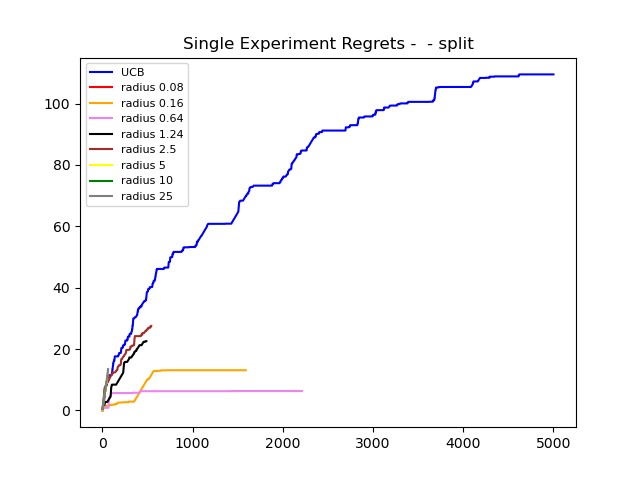 Single Experiment Regrets -  - split
UCB
radius 0.08
radius 0.16
radius 0.64
radius 1.24
radius 2.5
radius 5
radius 10
radius 25
100
80
60
40
20
0
0 1000 2000 3000 4000 5000